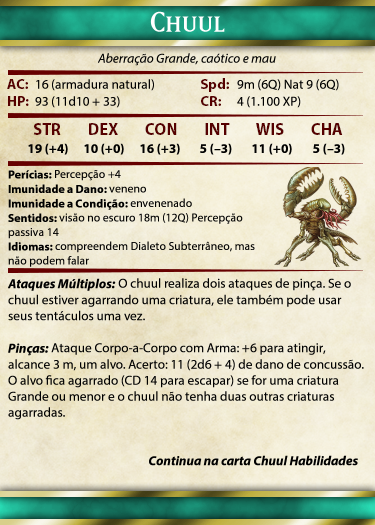 CHUUL
Aberração Grande, caótico e mau
AC: 16 (armadura natural) Spd: 9m (6Q) Nat 9 (6Q)
HP: 93 (11d10 + 33) CR: 4 (1.100 XP)
STR DEX CON INT WIS CHA
19 (+4) 10 (+0) 16 (+3) 5 (–3) 11 (+0) 5 (–3)
Perícias: Percepção +4
Imunidade a Dano: veneno
Imunidade a Condição: envenenado
Sentidos: visão no escuro 18m (12Q) Percepção
passiva 14
Idiomas: compreendem Dialeto Subterrâneo, mas
não podem falar
Ataques Múltiplos: O chuul realiza dois ataques de pinça. Se o
chuul estiver agarrando uma criatura, ele também pode usar
seus tentáculos uma vez.
Pinças: Ataque Corpo-a-Corpo com Arma: +6 para atingir,
alcance 3 m, um alvo. Acerto: 11 (2d6 + 4) de dano de concussão.
O alvo fica agarrado (CD 14 para escapar) se for uma criatura
Grande ou menor e o chuul não tenha duas outras criaturas
agarradas.
Continua na carta Chuul Habilidades